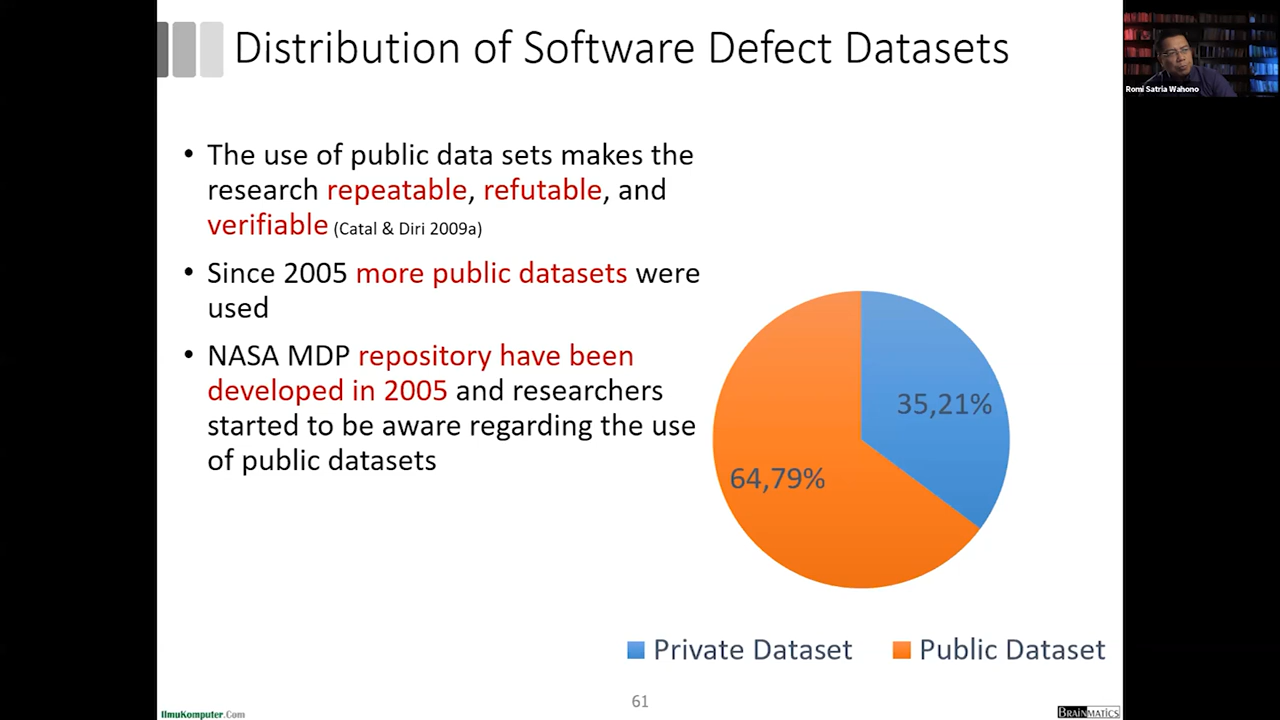 Distribution of Software Defect Datasets
Romi Satria Wahono
• The use of public data sets makes the
research repeatable, refutable, and
verifiable (Catal & Diri 2009a)
• Since 2005 more public datasets were
used
• NASA MDP repository have been
developed in 2005 and researchers
started to be aware regarding the use
of public datasets
35,21%
64,79%
Private Dataset
Public Dataset
IlmuKomputer.Com
61
BRAINMATICS